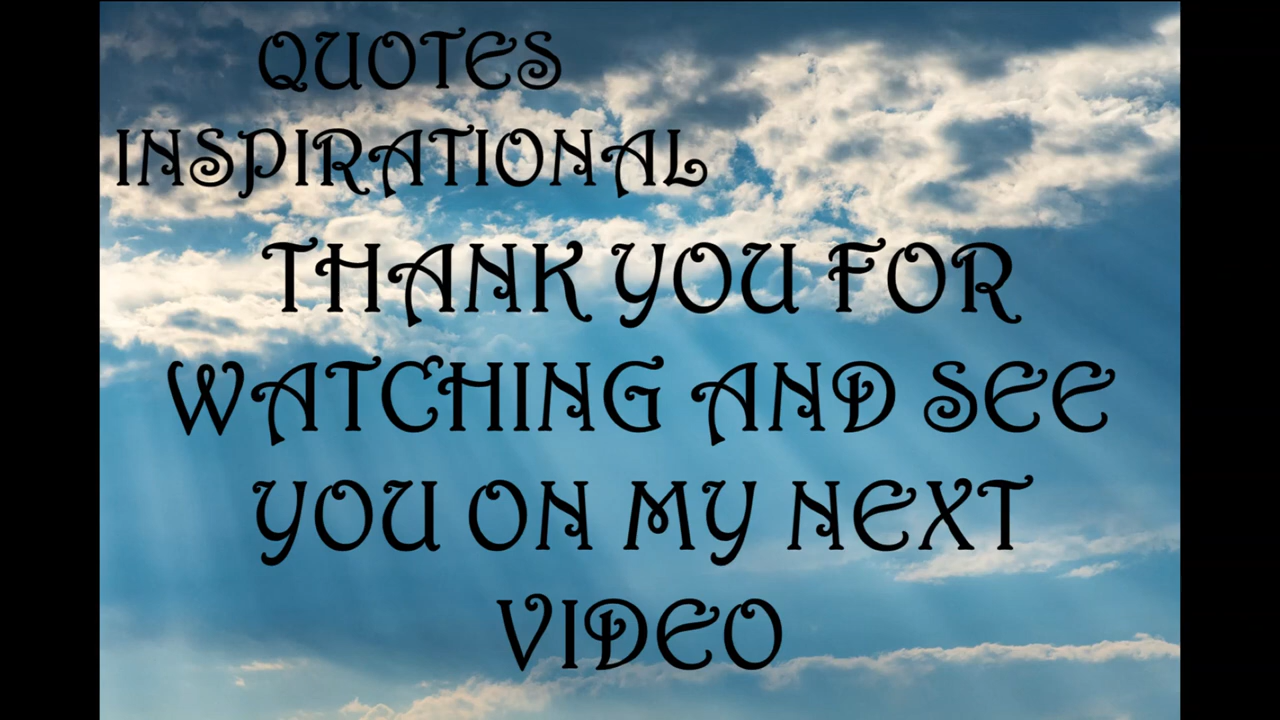 QUOTES
INSPIRATIONAL
THANK YOU FOR
WATCHING AND SEE
YOU ON MY NEXT
VIDEO